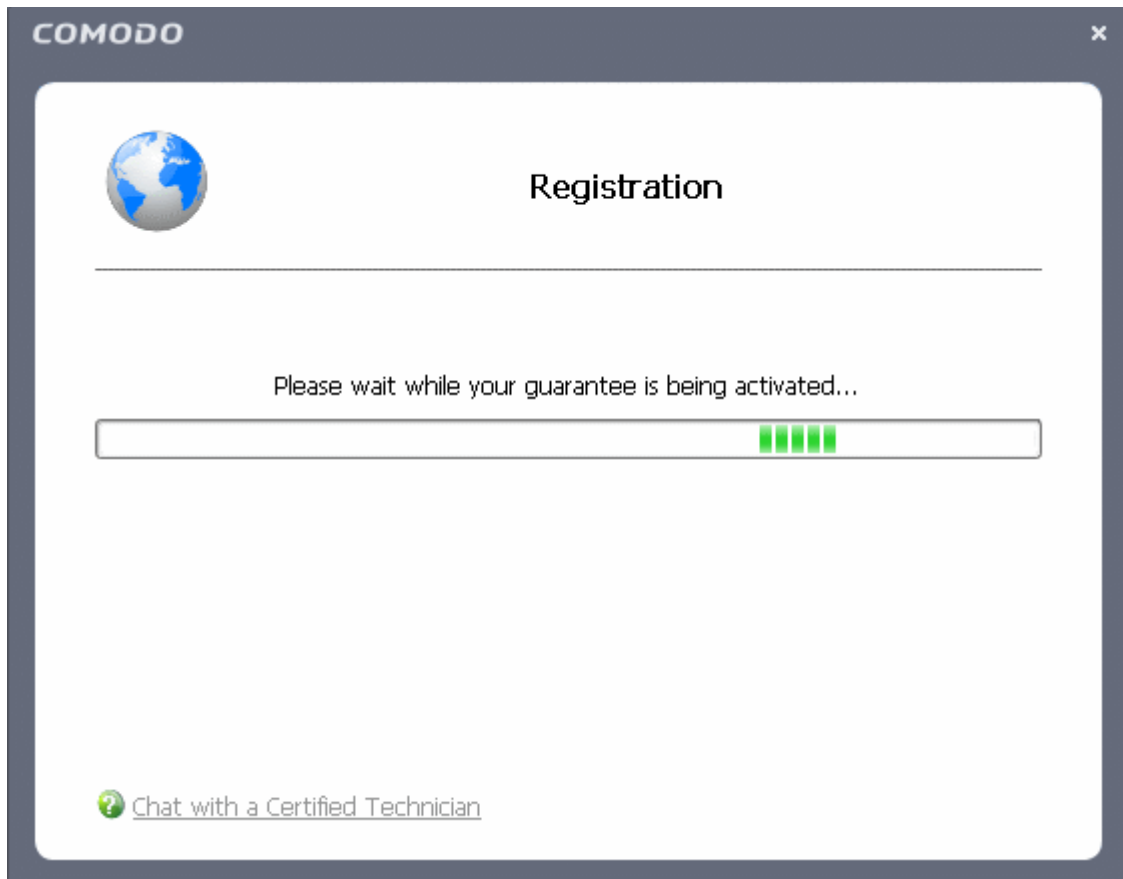 COMODO
Registration
Please wait while your guarantee is being activated...
Chat with a Certified Technician